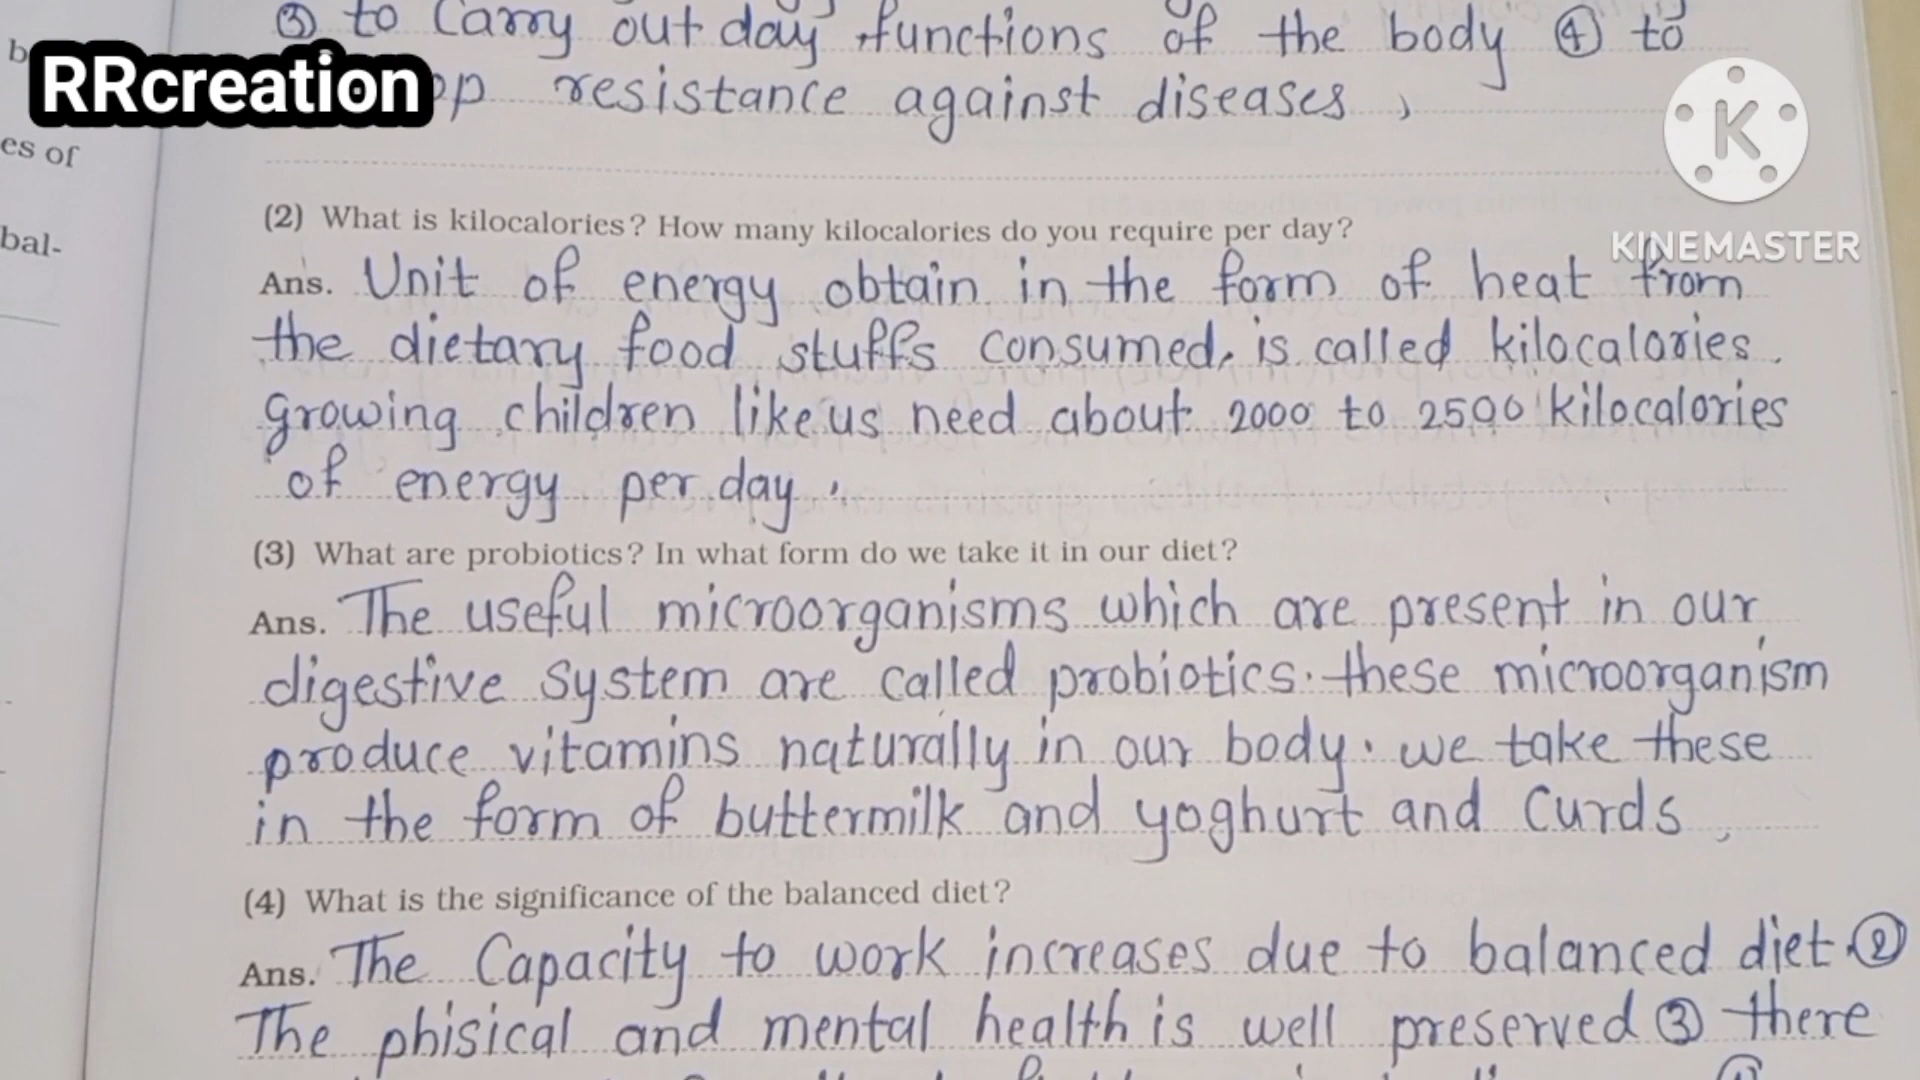 ③ to Carry out day functions of the body ④ to
RRcreation op resistance against diseases,
es of
bal-
KINEMASTER
(2) What is kilocalories? How many kilocalories do you require per day?
Ans. Unit of energy obtain in the form of heat from
the dietary food stuffs consumed, is called kilocalories.
growing children like us need about 2000 to 2500 kilocalories
of energy per day.
(3) What are probiotics? In what form do we take it in our diet?
Ans. The useful microorganisms which are present in our
digestive system are called probiotics. these microorganism
produce vitamins naturally in our body. we take these
in the form of buttermilk and yoghurt and Curds,
(4) What is the significance of the balanced diet?
Ans. The Capacity to work increases due to balanced diet ②
The phisical and mental health is well preserved ③ there